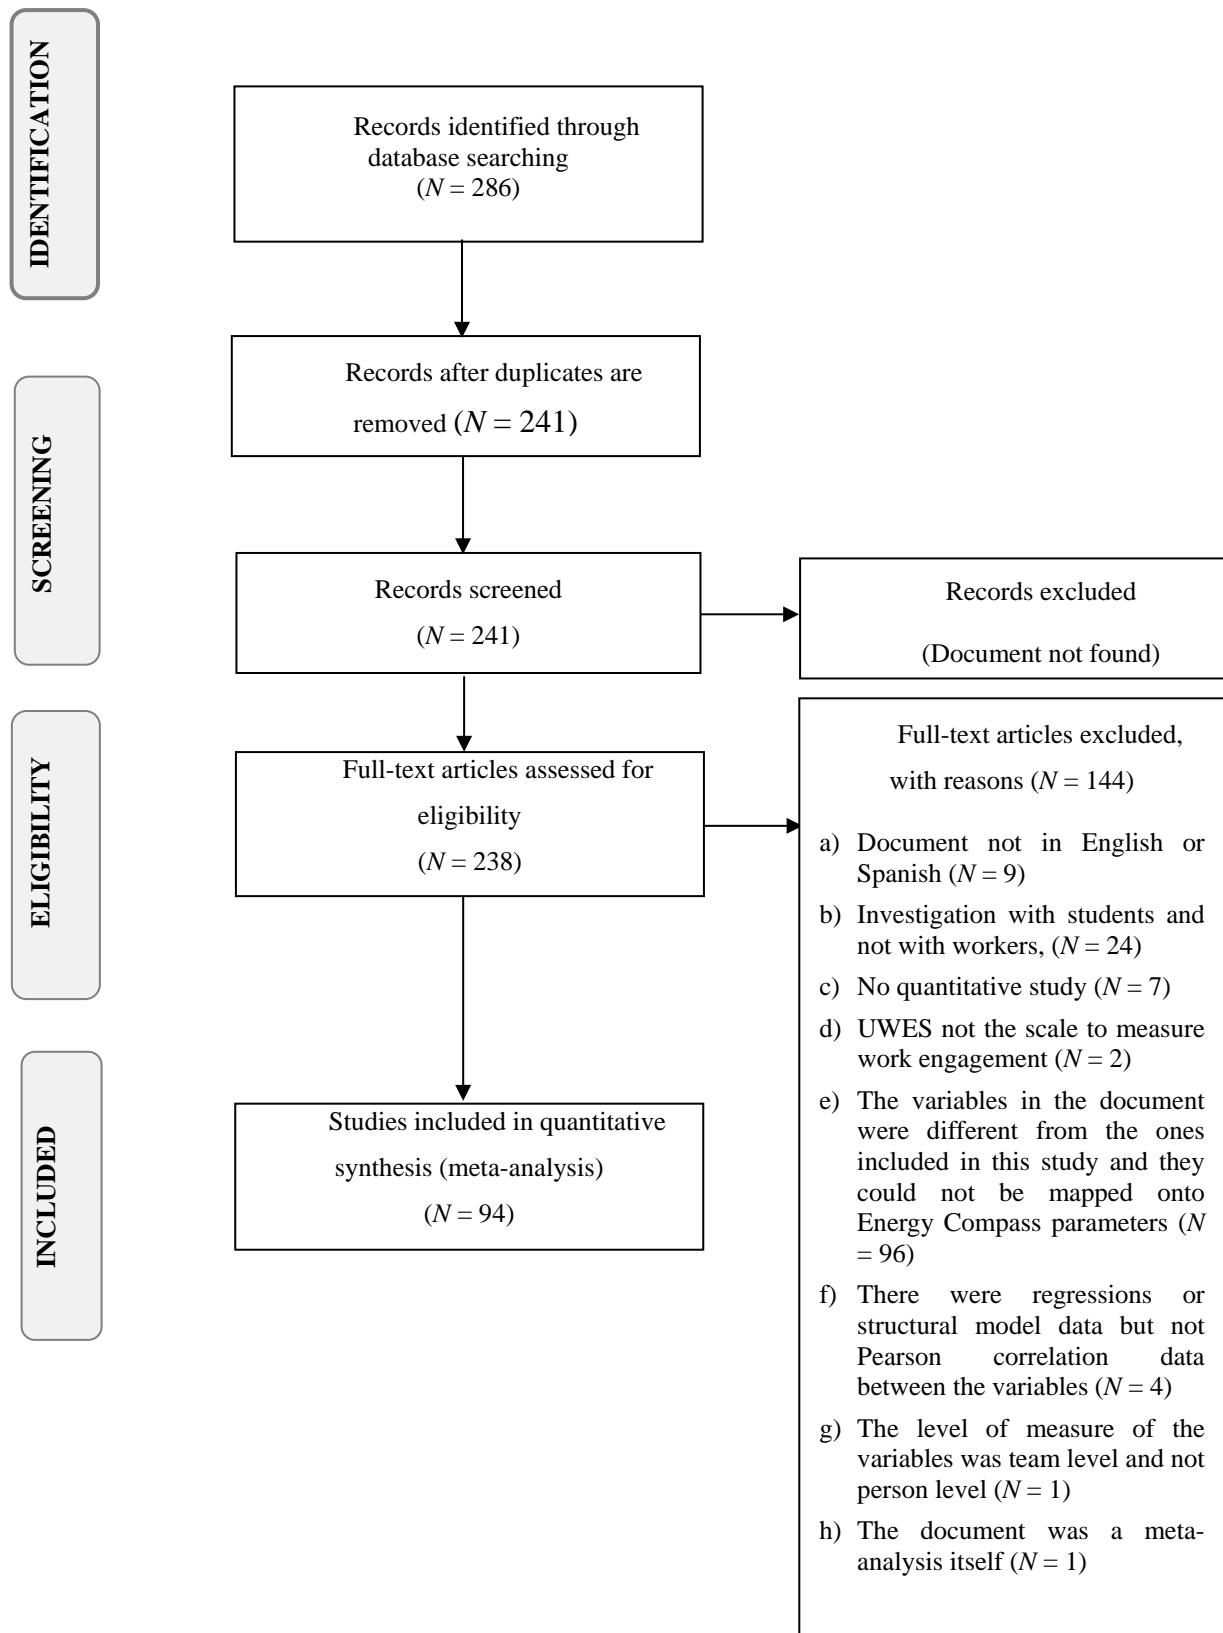 IDENTIFICATION
Records identified through
database searching
(N = 286)
Records after duplicates are
removed (N = 241)
SCREENING
Records screened
(N = 241)
Records excluded
(Document not found)
ELIGIBILITY
Full-text articles assessed for
eligibility
(N = 238)
Full-text articles excluded,
with reasons (N = 144)
a) Document not in English or
Spanish (N = 9)
b) Investigation with students and
not with workers, (N = 24)
c) No quantitative study (N = 7)
d) UWES not the scale to measure
work engagement (N = 2)
e) The variables in the document
were different from the ones
included in this study and they
could not be mapped onto
Energy Compass parameters (N
= 96)
f) There were regressions or
structural model data but not
Pearson correlation data
between the variables (N = 4)
g) The level of measure of the
variables was team level and not
person level (N = 1)
h) The document was a meta-
analysis itself (N = 1)
INCLUDED
Studies included in quantitative
synthesis (meta-analysis)
(N = 94)